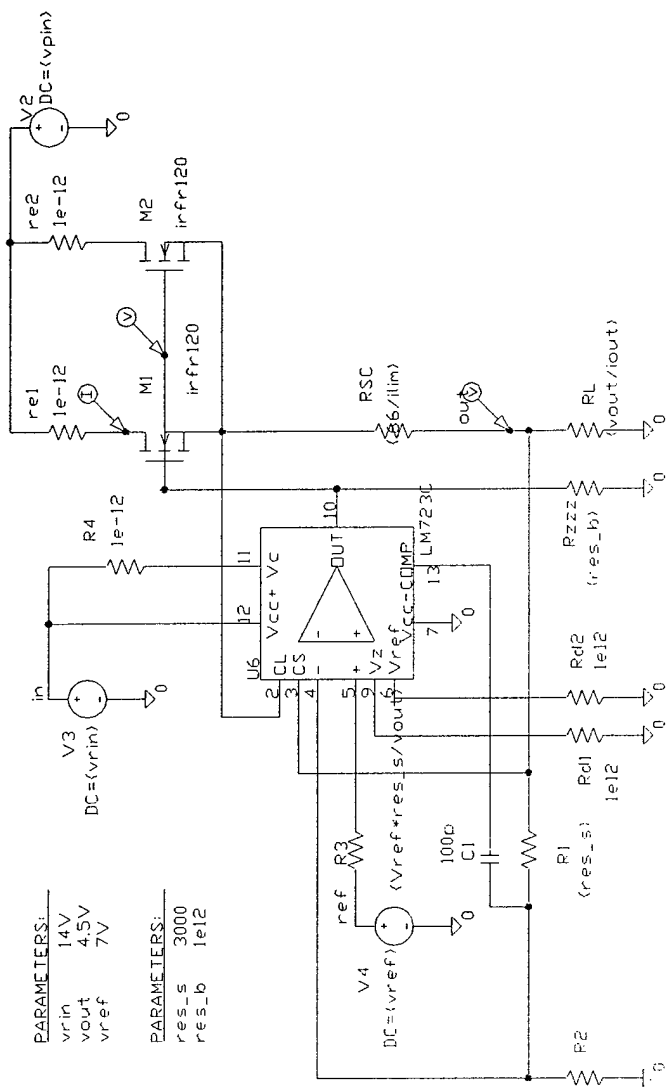 PARAMETERS:
vrin 14V
vout 4.5V
vref 7V
PARAMETERS:
res_s 3000
res_b 1e12
in
V3
DC={vrin}
0
R4
1e-12
re1
1e-12
re2
1e-12
V2
DC={vpin}
0
I
V
M1
irfr120
M2
irfr120
12
11
Vcc+ Vc
U6
2 CL
3 CS
4 -
5 +
9 Vz
6 Vref
OUT
10
Vcc- COMP
7
13
LM723C
0
RSC
out
V
RL
{vout/iout}
0
Rzzz
{res_b}
0
Rd2
1e12
0
Rd1
1e12
0
R3
{Vref*res_s/vout}
ref
V4
DC={vref}
0
100p
C1
R1
{res_s}
R2
0